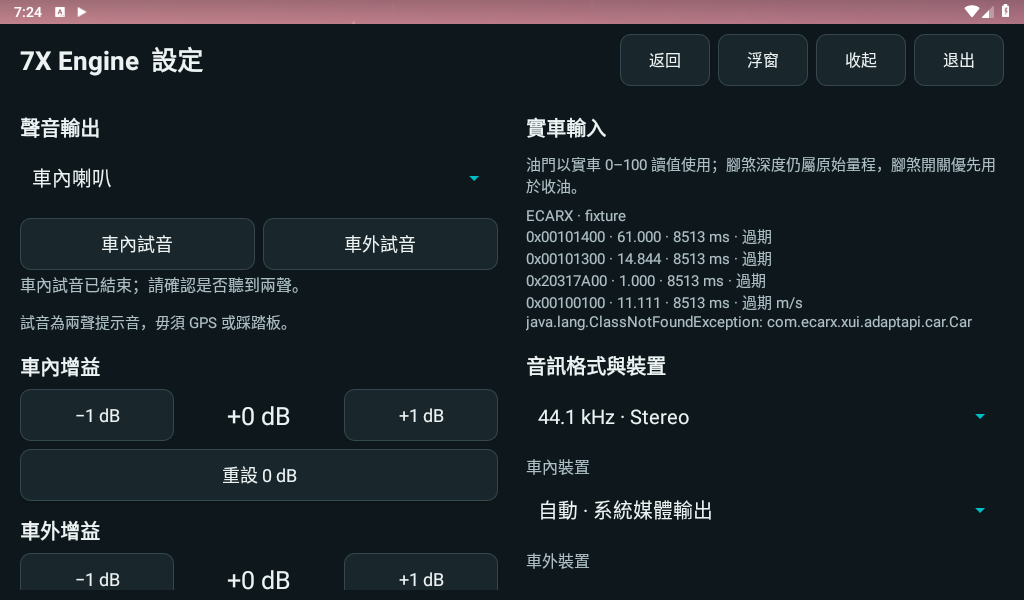 7:24
7X Engine 設定
返回
浮窗
收起
退出
聲音輸出
車內喇叭
車內試音
車外試音
車內試音已結束；請確認是否聽到兩聲。
試音為兩聲提示音，毋須 GPS 或踩踏板。
車內增益
−1 dB
+0 dB
+1 dB
重設 0 dB
車外增益
−1 dB
+0 dB
+1 dB
實車輸入
油門以實車 0–100 讀值使用；腳煞深度仍屬原始量程，腳煞開關優先用
於收油。
ECARX · fixture
0x00101400 · 61.000 · 8513 ms · 過期
0x00101300 · 14.844 · 8513 ms · 過期
0x20317A00 · 1.000 · 8513 ms · 過期
0x00100100 · 11.111 · 8513 ms · 過期 m/s
java.lang.ClassNotFoundException: com.ecarx.xui.adaptapi.car.Car
音訊格式與裝置
44.1 kHz · Stereo
車內裝置
自動 · 系統媒體輸出
車外裝置